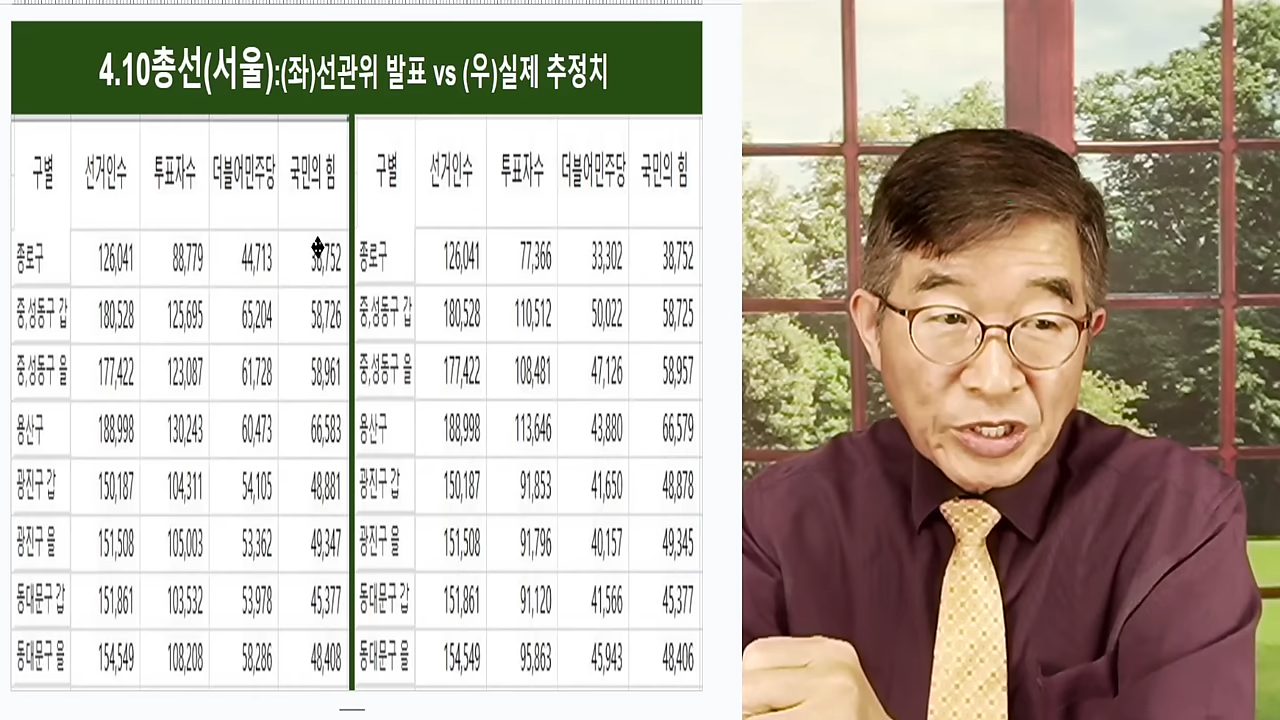 4.10총선(서울):(좌)선관위 발표 vs (우)실제 추정치
구별 선거인수 투표자수 더불어민주당 국민의 힘 구별 선거인수 투표자수 더불어민주당 국민의 힘
종로구 126,041 88,779 44,713 종로구 126,041 77,366 33,302 38,752
중,성동구 갑 180,528 125,695 65,204 58,726 중,성동구 갑 180,528 110,512 50,022 58,725
중,성동구 을 177,422 123,087 61,728 58,961 중,성동구 을 177,422 108,481 47,126 58,957
용산구 188,998 130,243 60,473 66,583 용산구 188,998 113,646 43,880 66,579
광진구 갑 150,187 104,311 54,105 48,881 광진구 갑 150,187 91,853 41,650 48,878
광진구 을 151,508 105,003 53,362 49,347 광진구 을 151,508 91,796 40,157 49,345
동대문구 갑 151,861 103,532 53,978 45,377 동대문구 갑 151,861 91,120 41,566 45,377
동대문구 을 154,549 108,208 58,286 48,408 동대문구 을 154,549 95,863 45,943 48,406